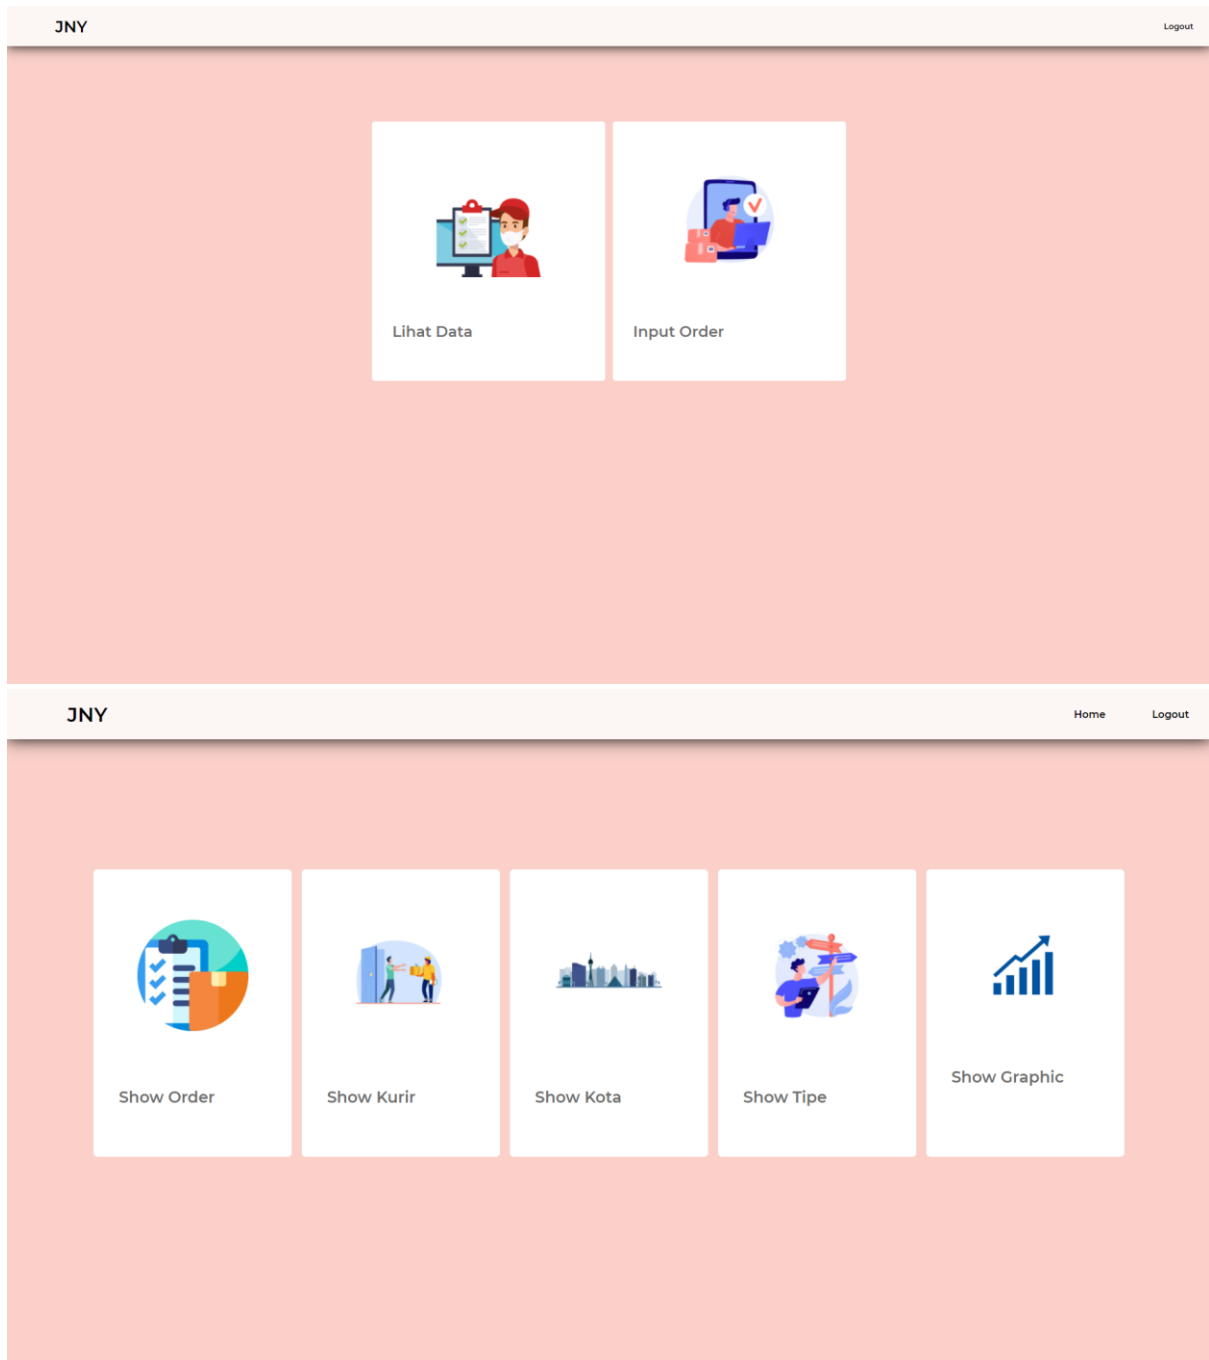 JNY
Logout
Lihat Data
Input Order
JNY
Home
Logout
Show Order
Show Kurir
Show Kota
Show Tipe
Show Graphic